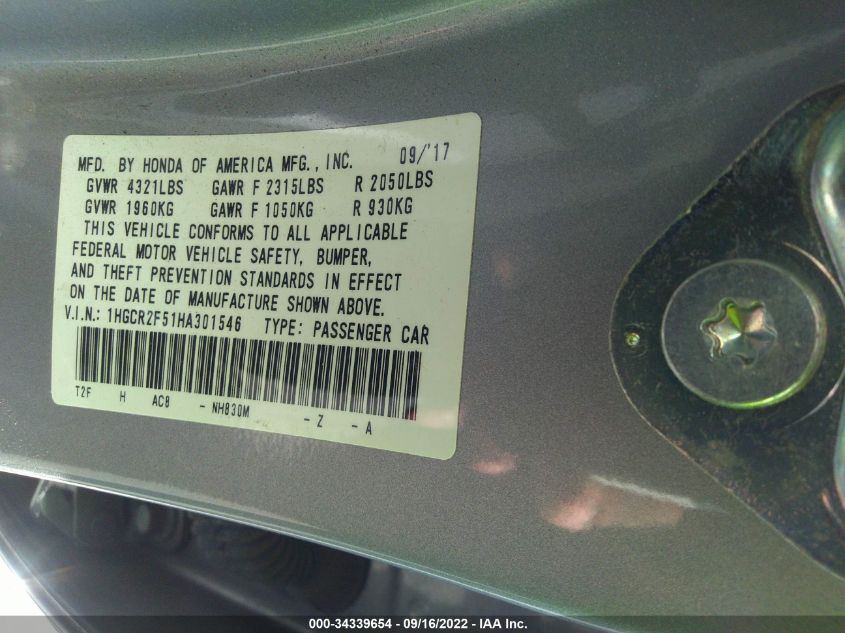 MFD. BY HONDA OF AMERICA MFG., INC. 09/'17
GVWR 4321LBS GAWR F 2315LBS R 2050LBS
GVWR 1960KG GAWR F 1050KG R 930KG
THIS VEHICLE CONFORMS TO ALL APPLICABLE
FEDERAL MOTOR VEHICLE SAFETY, BUMPER,
AND THEFT PREVENTION STANDARDS IN EFFECT
ON THE DATE OF MANUFACTURE SHOWN ABOVE.
V.I.N.: 1HGCR2F51HA301546 TYPE: PASSENGER CAR
T2F H AC8 - NH830M - Z - A
000-34339654 - 09/16/2022 - IAA Inc.